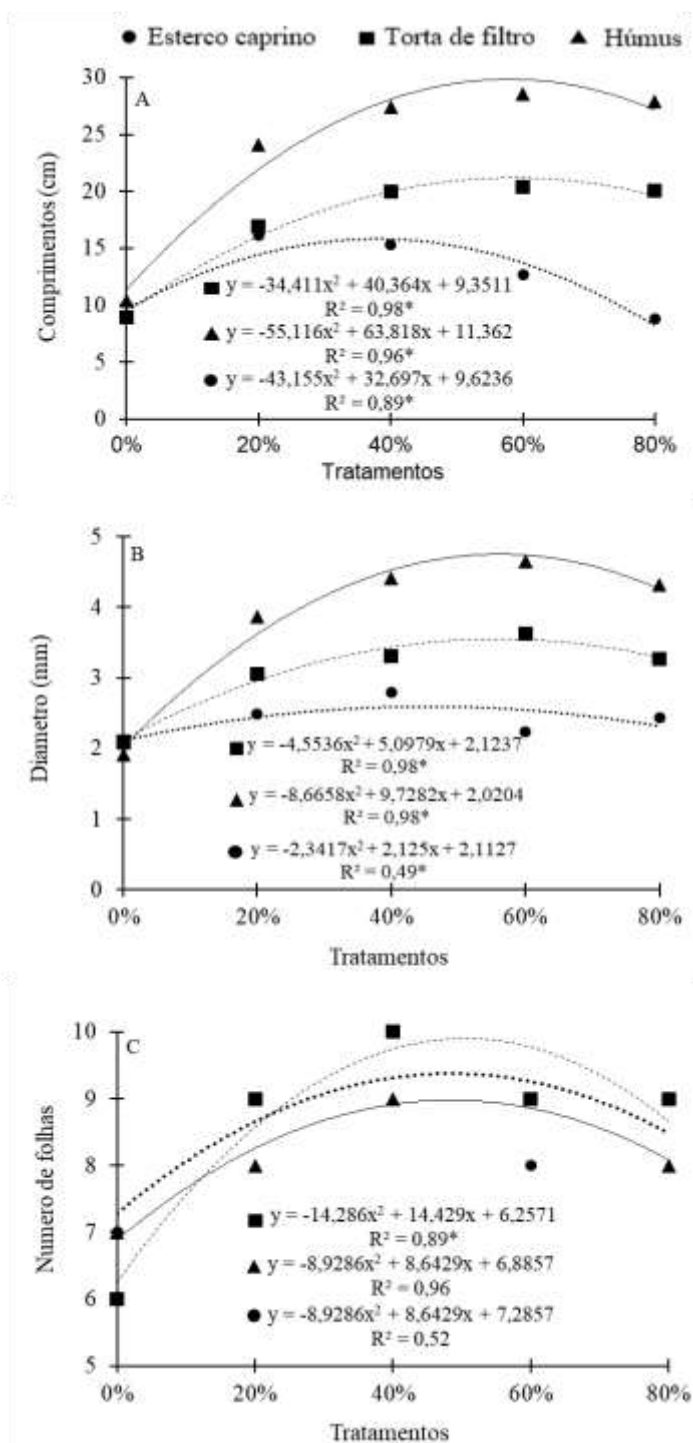 ● Esterco caprino ■ Torta de filtro ▲ Húmus
A
Comprimentos (cm)
30
25
20
15
10
5
0
■ y = -34,411x² + 40,364x + 9,3511
R² = 0,98*
▲ y = -55,116x² + 63,818x + 11,362
R² = 0,96*
● y = -43,155x² + 32,697x + 9,6236
R² = 0,89*
0% 20% 40% 60% 80%
Tratamentos
B
Diametro (mm)
5
4
3
2
1
0
■ y = -4,5536x² + 5,0979x + 2,1237
R² = 0,98*
▲ y = -8,6658x² + 9,7282x + 2,0204
R² = 0,98*
● y = -2,3417x² + 2,125x + 2,1127
R² = 0,49*
0% 20% 40% 60% 80%
Tratamentos
C
Numero de folhas
10
9
8
7
6
5
■ y = -14,286x² + 14,429x + 6,2571
R² = 0,89*
▲ y = -8,9286x² + 8,6429x + 6,8857
R² = 0,96
● y = -8,9286x² + 8,6429x + 7,2857
R² = 0,52
0% 20% 40% 60% 80%
Tratamentos